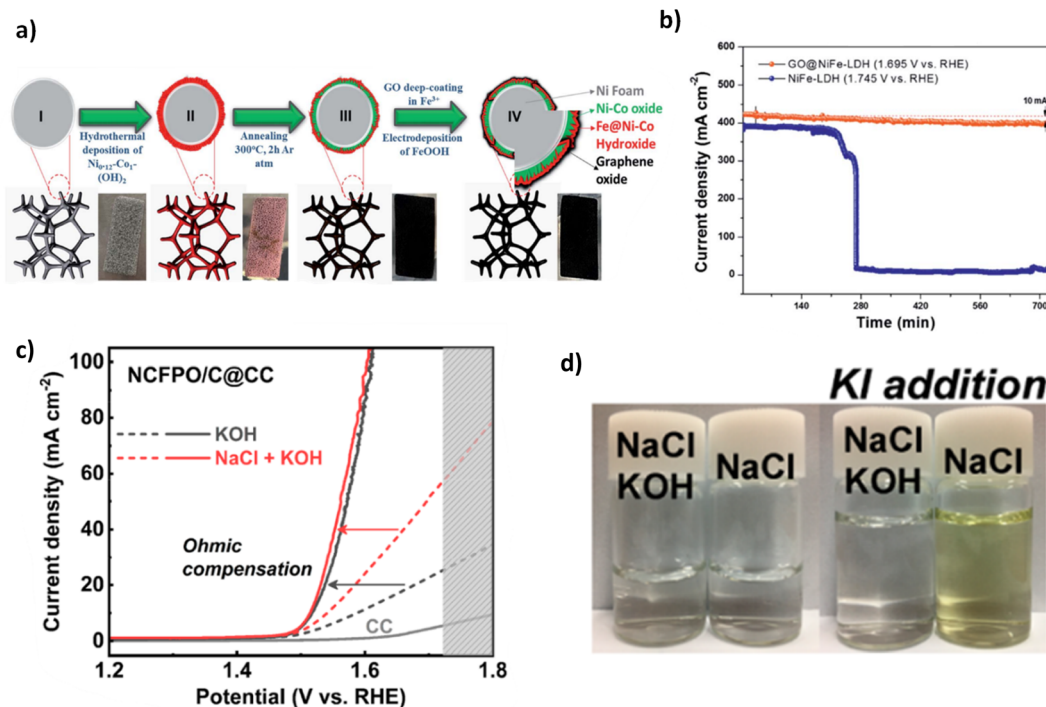 a)
I
II
III
IV
Hydrothermal
deposition of
Ni0.12-Co1-
(OH)2
Annealing
300ºC, 2h Ar
atm
GO deep-coating
in Fe3+
Electrodeposition
of FeOOH
Ni Foam
Ni-Co oxide
Fe@Ni-Co
Hydroxide
Graphene
oxide
b)
600
500
400
300
200
100
0
Current density (mA cm-2)
GO@NiFe-LDH (1.695 V vs. RHE)
NiFe-LDH (1.745 V vs. RHE)
10 mA
140
280
420
560
700
Time (min)
c)
100
80
60
40
20
0
Current density (mA cm-2)
NCFPO/C@CC
KOH
NaCl + KOH
Ohmic
compensation
CC
1.2
1.4
1.6
1.8
Potential (V vs. RHE)
d)
KI addition
NaCl
KOH
NaCl
NaCl
KOH
NaCl